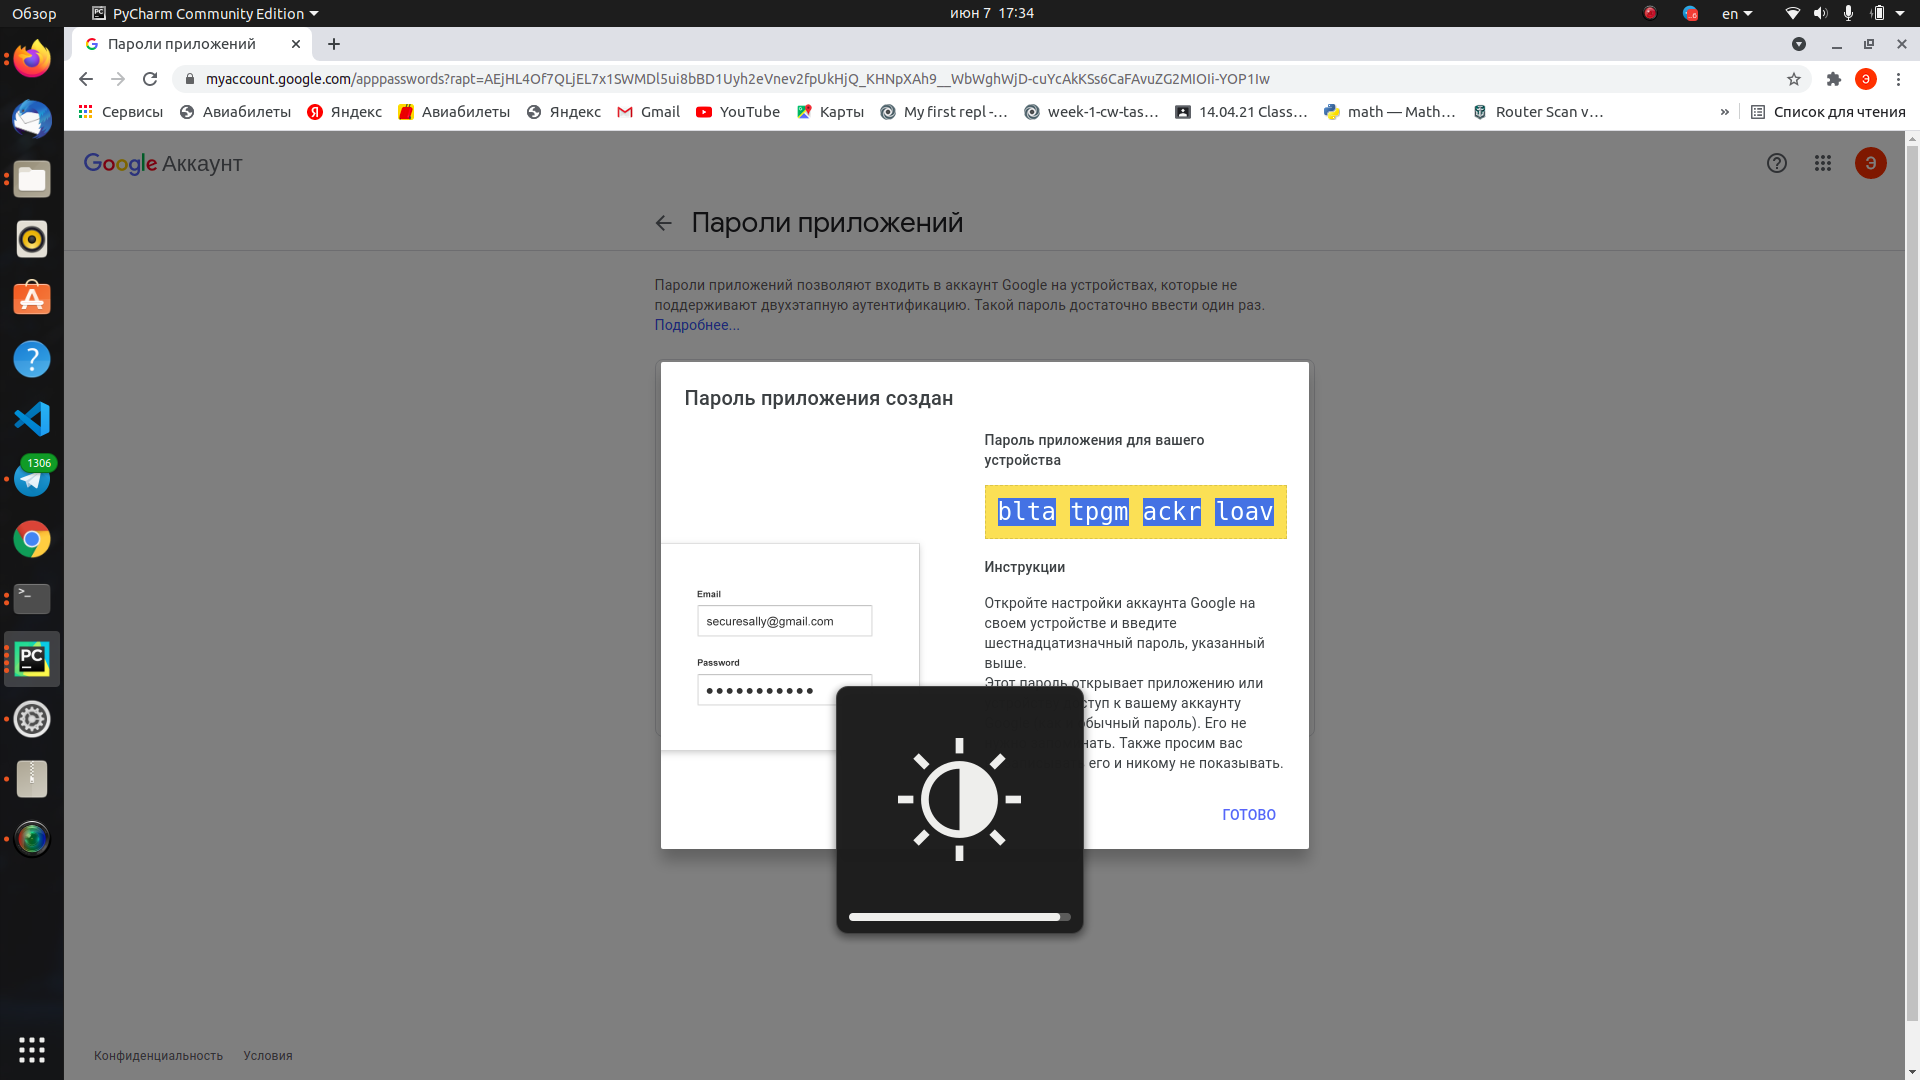 Обзор
PyCharm Community Edition
июн 7 17:34
en
Пароли приложений
myaccount.google.com/apppasswords?rapt=AEjHL4Of7QLjEL7x1SWMDl5ui8bBD1Uyh2eVnev2fpUkHjQ_KHNpXAh9__WbWghWjD-cuYcAkKSs6CaFAvuZG2MIOIi-YOP1Iw
Э
Сервисы
Авиабилеты
Яндекс
Авиабилеты
Яндекс
Gmail
YouTube
Карты
My first repl -...
week-1-cw-tas...
14.04.21 Class...
math — Math...
Router Scan v...
»
Список для чтения
Google Аккаунт
Э
Пароли приложений
Пароли приложений позволяют входить в аккаунт Google на устройствах, которые не
поддерживают двухэтапную аутентификацию. Такой пароль достаточно ввести один раз.
Подробнее...
Пароль приложения создан
Email
securesally@gmail.com
Password
Пароль приложения для вашего
устройства
blta tpgm ackr loav
Инструкции
Откройте настройки аккаунта Google на
своем устройстве и введите
шестнадцатизначный пароль, указанный
выше.
Этот пароль открывает приложению или
ступ к вашему аккаунту
обычный пароль). Его не
нать. Также просим вас
его и никому не показывать.
ГОТОВО
1306
PC
Конфиденциальность
Условия